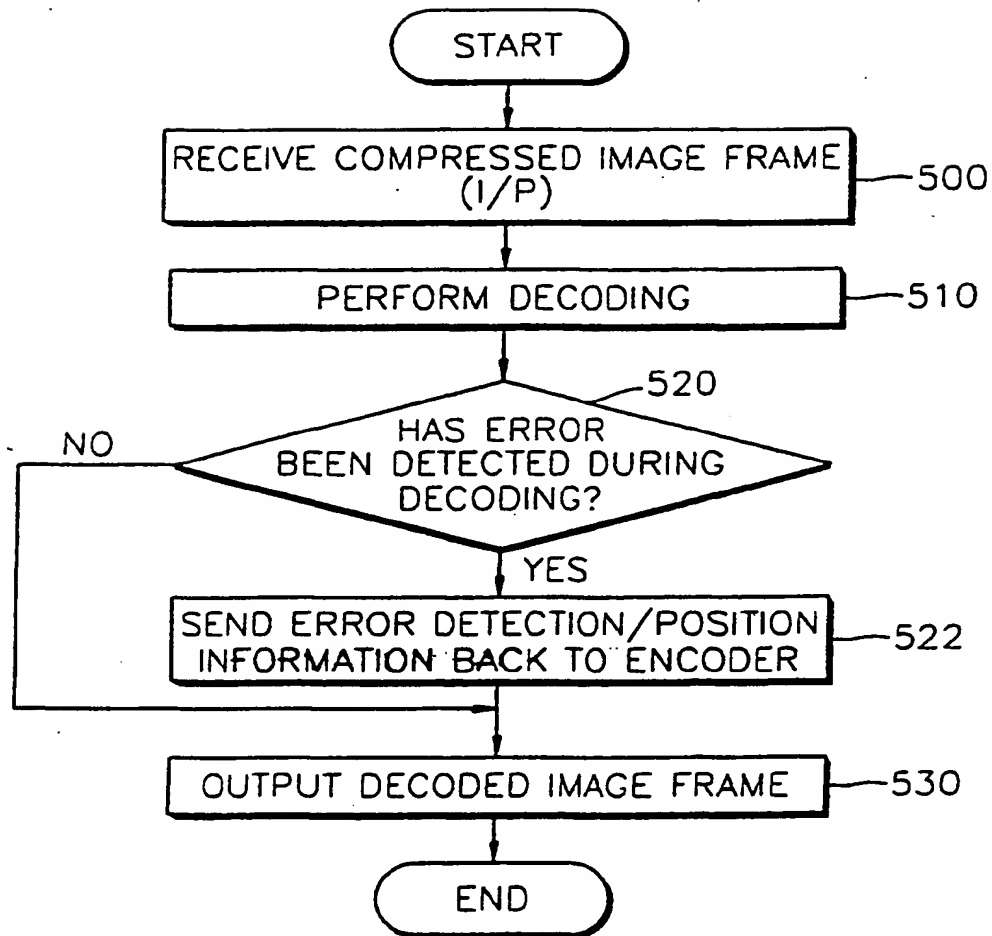 START
RECEIVE COMPRESSED IMAGE FRAME
(I/P)
500
PERFORM DECODING
510
520
HAS ERROR
BEEN DETECTED DURING
DECODING?
NO
YES
SEND ERROR DETECTION/POSITION
INFORMATION BACK TO ENCODER
522
OUTPUT DECODED IMAGE FRAME
530
END